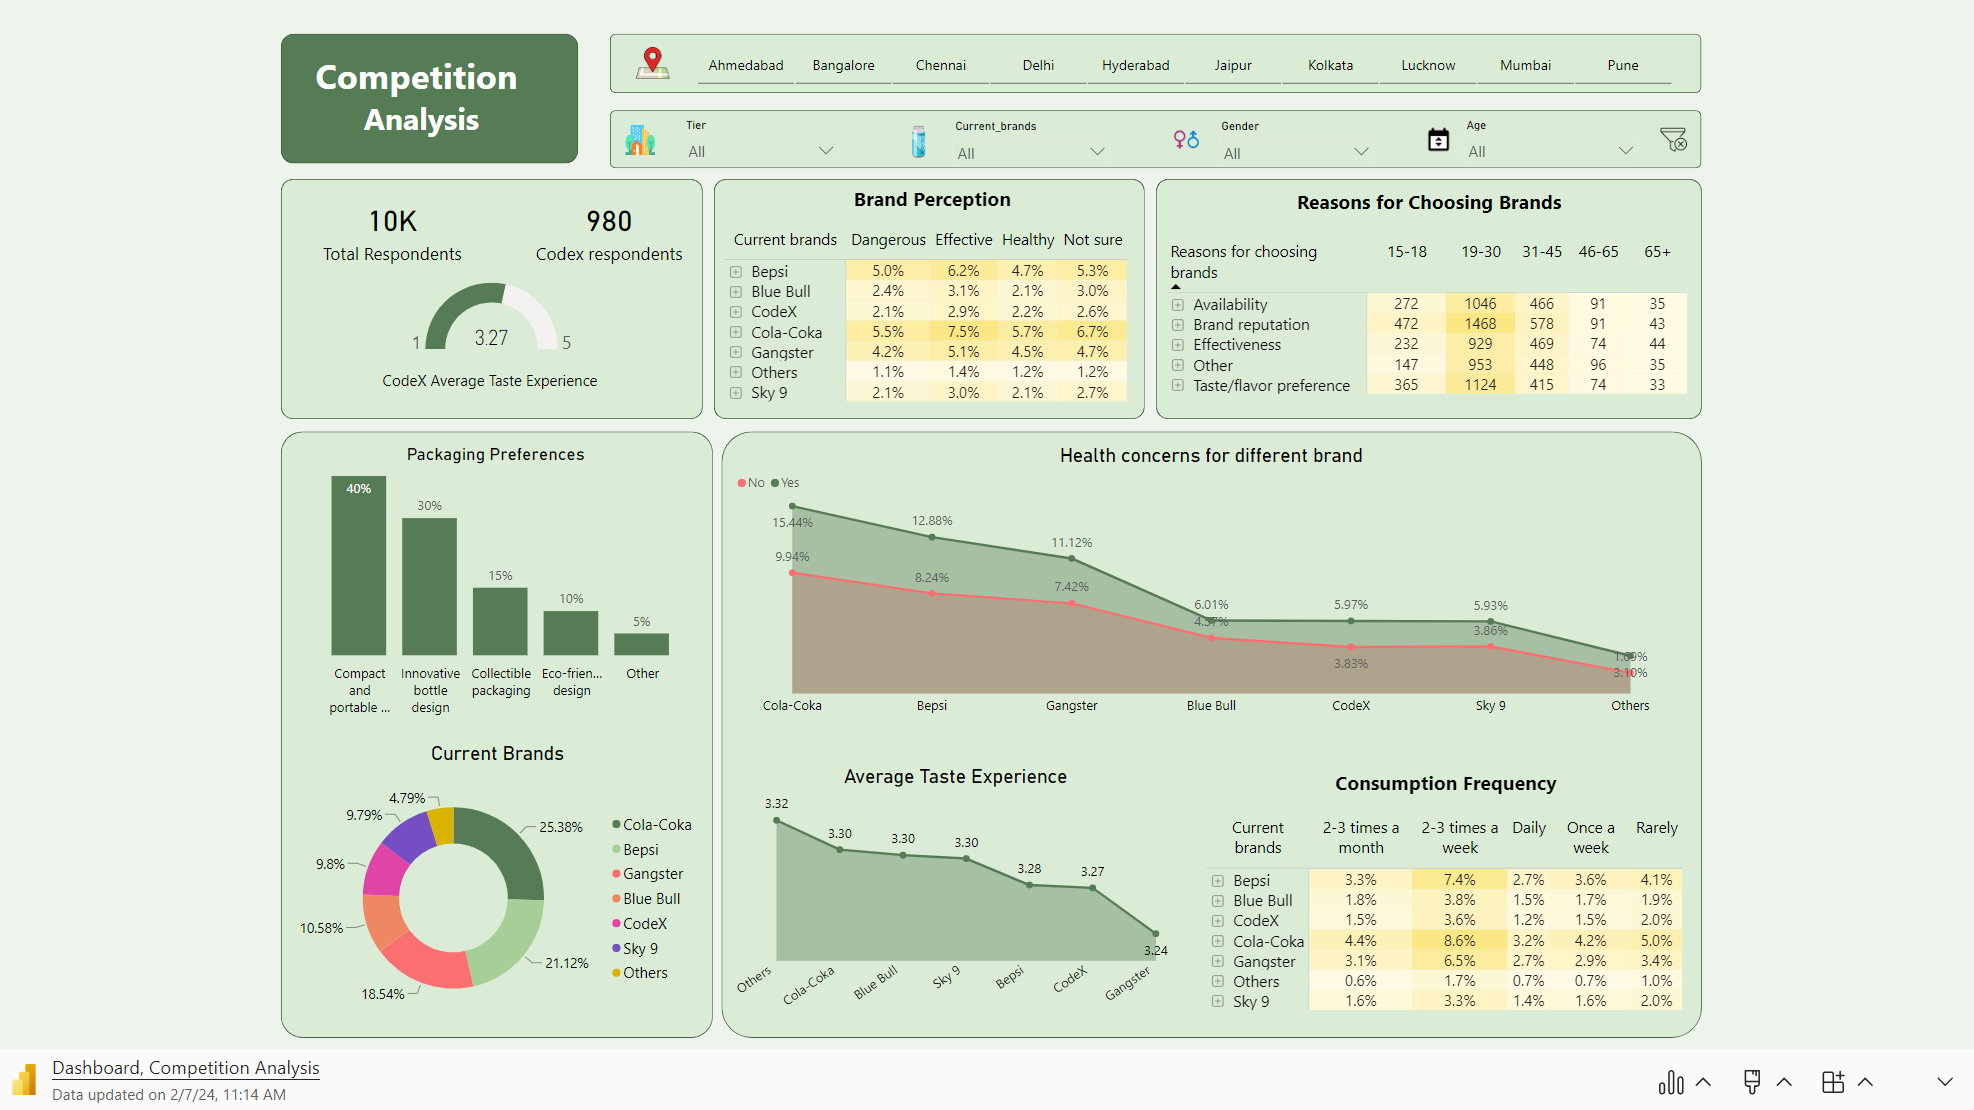 Competition
Analysis
Ahmedabad Bangalore Chennai Delhi Hyderabad Jaipur Kolkata Lucknow Mumbai Pune
Tier Current_brands Gender Age
All All All All
10K 980
Total Respondents Codex respondents
1 3.27 5
CodeX Average Taste Experience
Brand Perception
Current brands Dangerous Effective Healthy Not sure
Bepsi 5.0% 6.2% 4.7% 5.3%
Blue Bull 2.4% 3.1% 2.1% 3.0%
CodeX 2.1% 2.9% 2.2% 2.6%
Cola-Coka 5.5% 7.5% 5.7% 6.7%
Gangster 4.2% 5.1% 4.5% 4.7%
Others 1.1% 1.4% 1.2% 1.2%
Sky 9 2.1% 3.0% 2.1% 2.7%
Reasons for Choosing Brands
Reasons for choosing 15-18 19-30 31-45 46-65 65+
brands
Availability 272 1046 466 91 35
Brand reputation 472 1468 578 91 43
Effectiveness 232 929 469 74 44
Other 147 953 448 96 35
Taste/flavor preference 365 1124 415 74 33
Packaging Preferences
40%
30%
15%
10%
5%
Compact Innovative Collectible Eco-frien... Other
and bottle packaging design
portable ... design
Current Brands
4.79%
9.79%
9.8%
10.58%
18.54%
25.38%
21.12%
Cola-Coka
Bepsi
Gangster
Blue Bull
CodeX
Sky 9
Others
Health concerns for different brand
No Yes
15.44% 12.88% 11.12% 6.01% 5.97% 5.93% 1.69%
9.94% 8.24% 7.42% 4.57% 3.83% 3.86% 3.10%
Cola-Coka Bepsi Gangster Blue Bull CodeX Sky 9 Others
Average Taste Experience
3.32 3.30 3.30 3.30 3.28 3.27 3.24
Others Cola-Coka Blue Bull Sky 9 Bepsi CodeX Gangster
Consumption Frequency
Current 2-3 times a 2-3 times a Daily Once a Rarely
brands month week week
Bepsi 3.3% 7.4% 2.7% 3.6% 4.1%
Blue Bull 1.8% 3.8% 1.5% 1.7% 1.9%
CodeX 1.5% 3.6% 1.2% 1.5% 2.0%
Cola-Coka 4.4% 8.6% 3.2% 4.2% 5.0%
Gangster 3.1% 6.5% 2.7% 2.9% 3.4%
Others 0.6% 1.7% 0.7% 0.7% 1.0%
Sky 9 1.6% 3.3% 1.4% 1.6% 2.0%
Dashboard, Competition Analysis
Data updated on 2/7/24, 11:14 AM